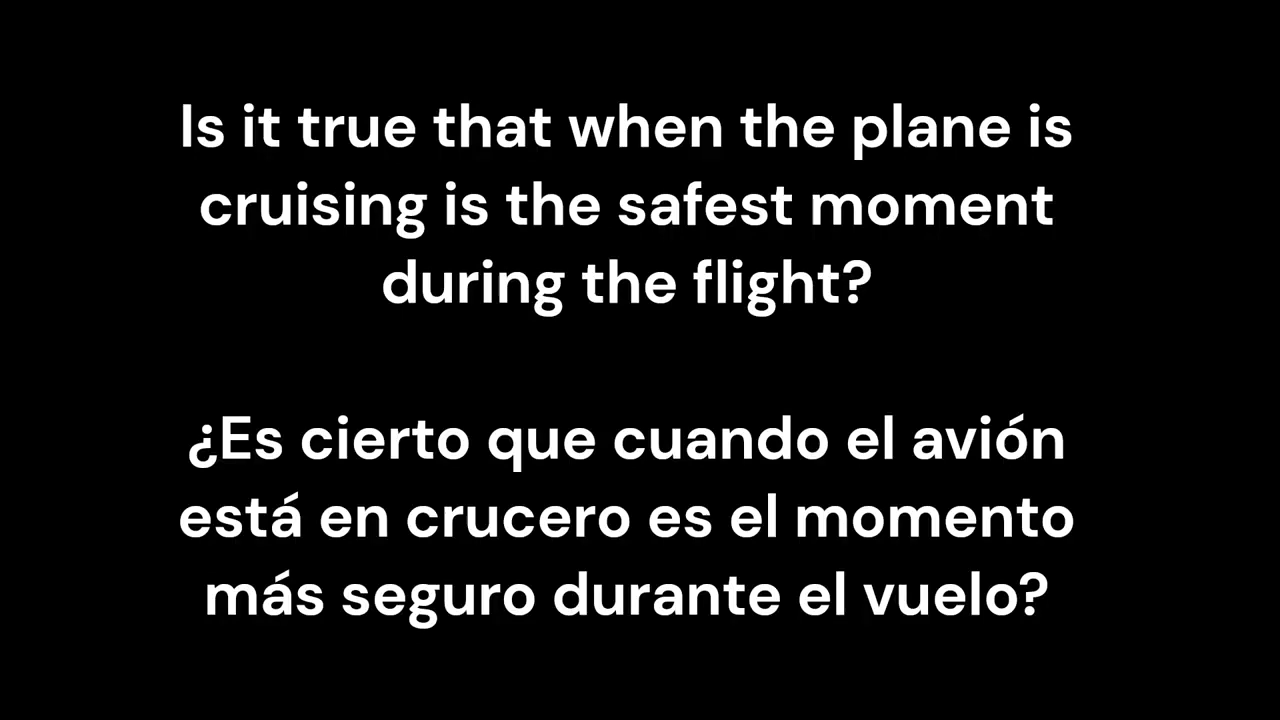 Is it true that when the plane is
cruising is the safest moment
during the flight?
¿Es cierto que cuando el avión
está en crucero es el momento
más seguro durante el vuelo?